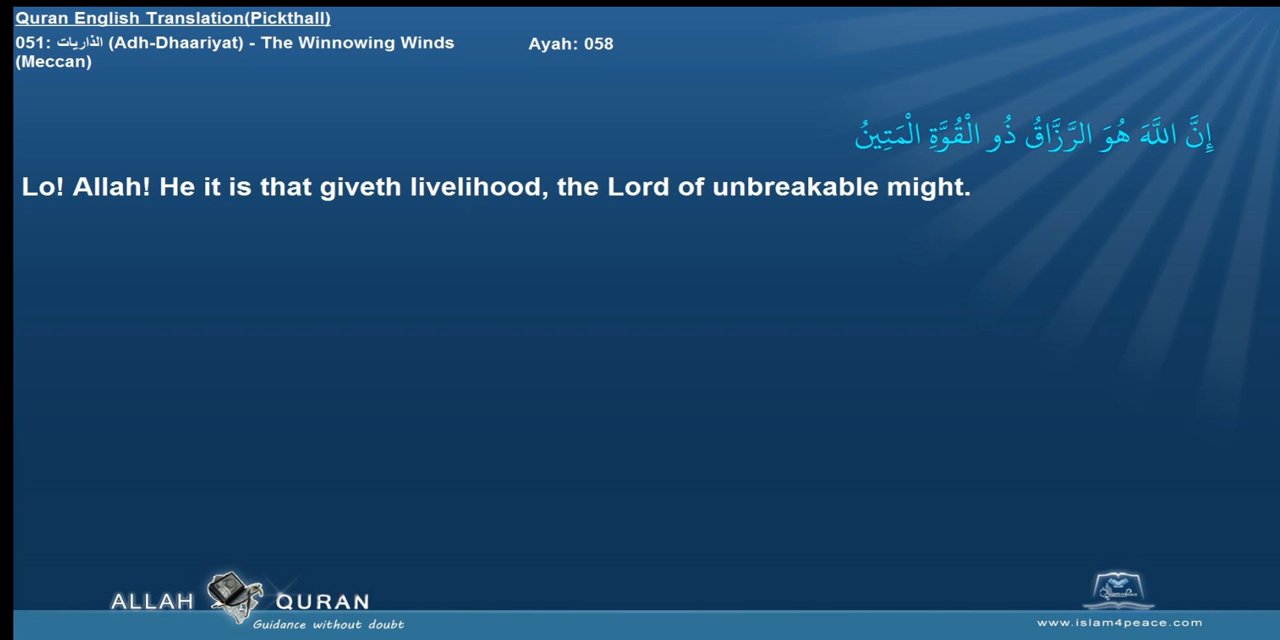 Quran English Translation(Pickthall)
051: الذاريات (Adh-Dhaariyat) - The Winnowing Winds
(Meccan)
Ayah: 058
إِنَّ اللَّهَ هُوَ الرَّزَّاقُ ذُو الْقُوَّةِ الْمَتِينُ
Lo! Allah! He it is that giveth livelihood, the Lord of unbreakable might.
ALLAH QURAN
Guidance without doubt
www.islam4peace.com